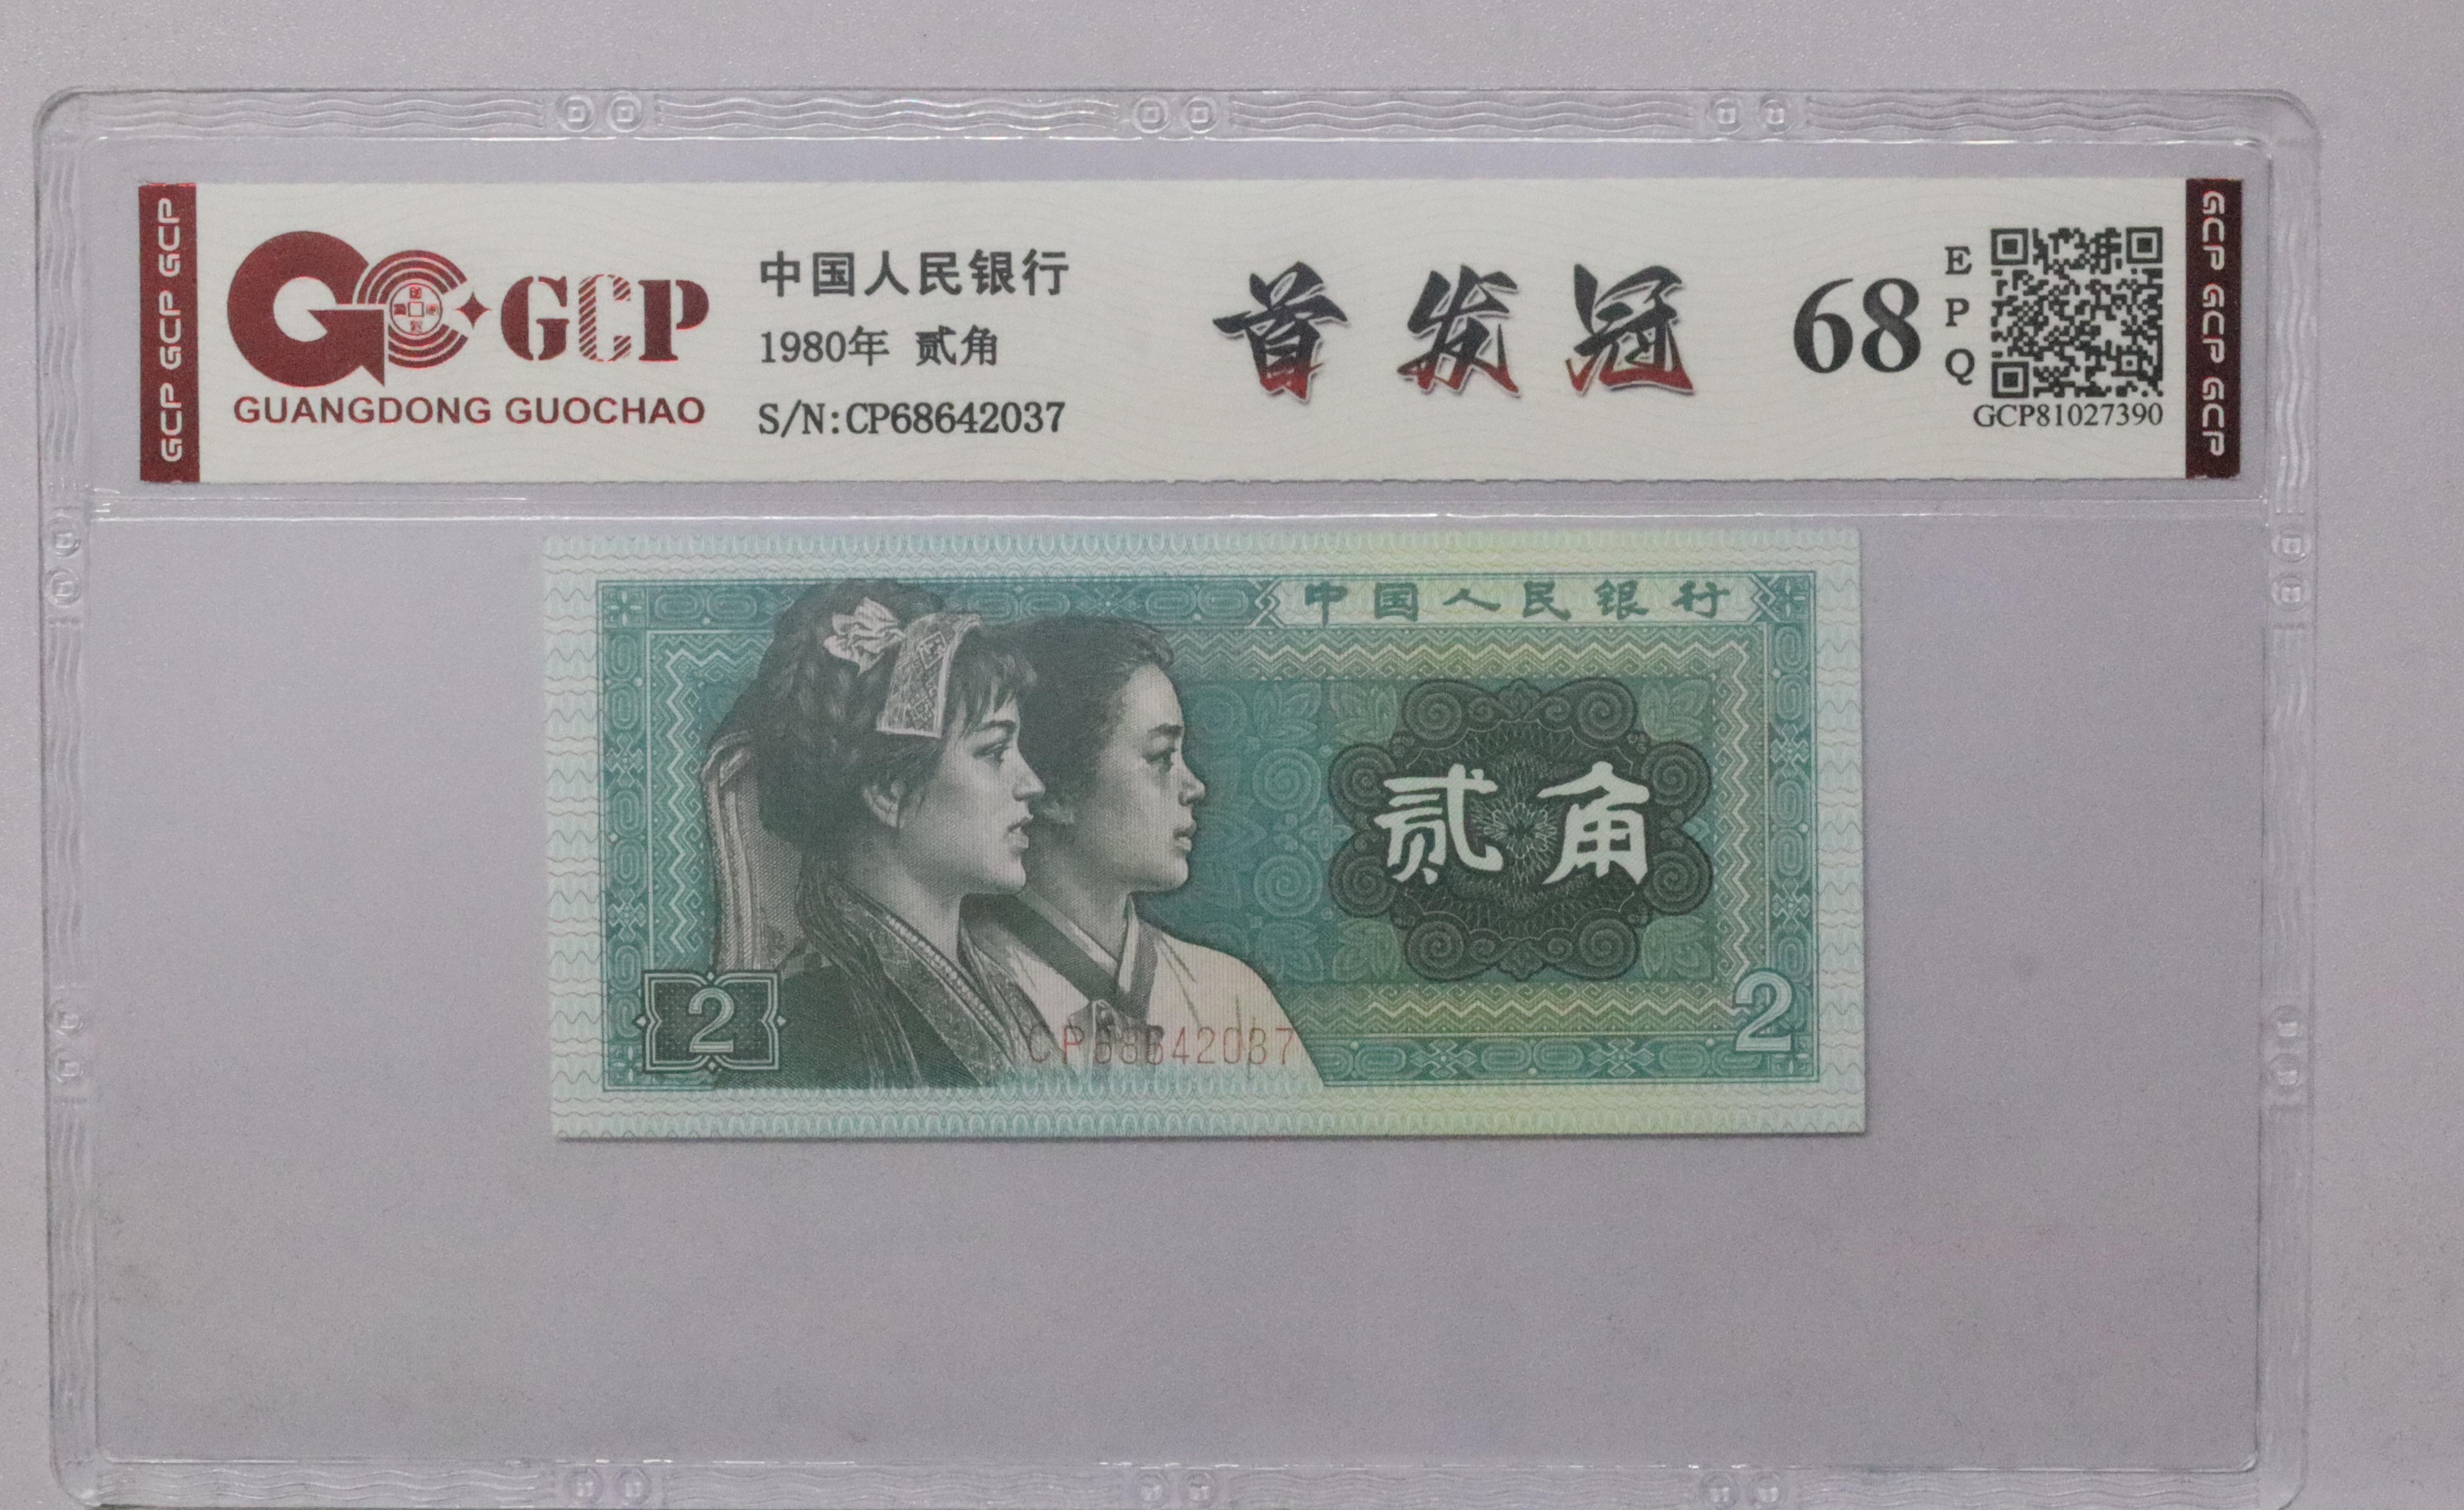 GCP GCP GCP
GCP
GUANGDONG GUOCHAO
中国人民银行
1980年 贰角
S/N:CP68642037
首发冠
68
EPQ
GCP81027390
GCP GCP GCP
中国人民银行
贰角
2
CP68642037
2